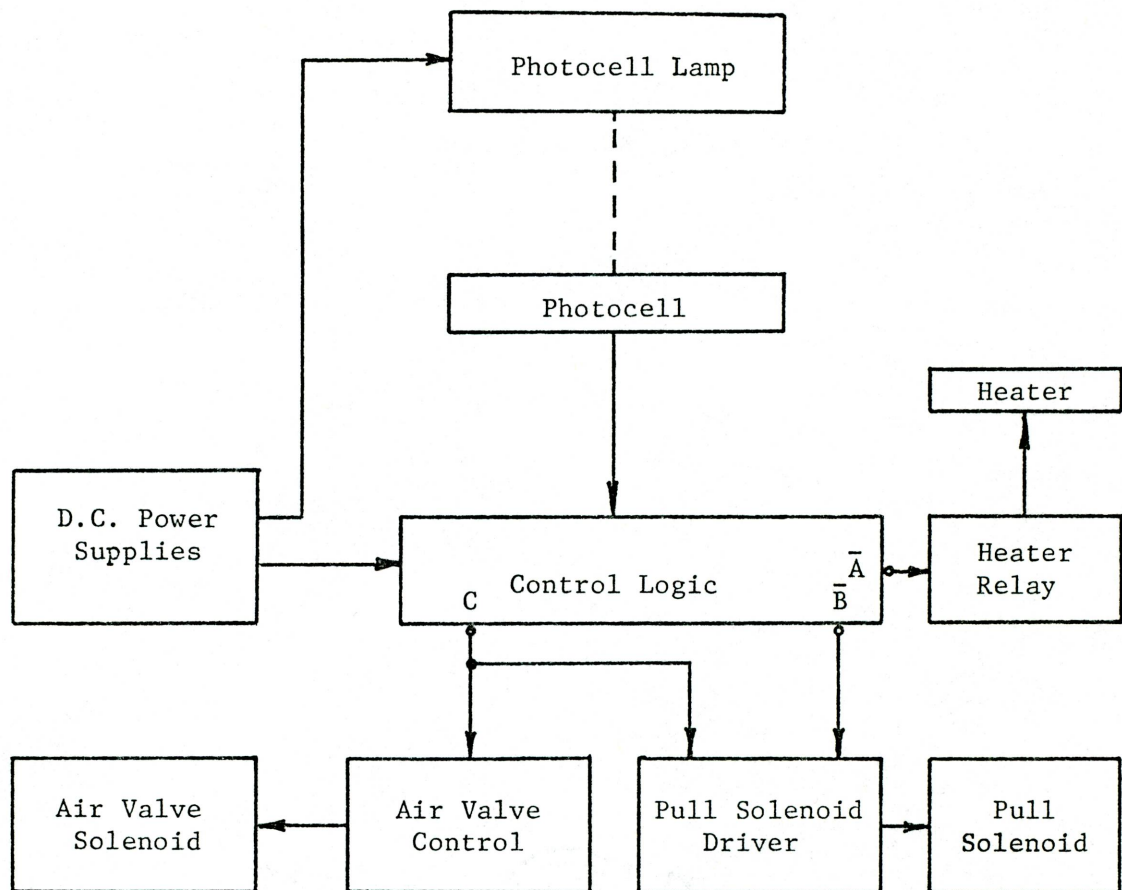 Photocell Lamp
Photocell
Heater
D.C. Power
Supplies
Control Logic
A̅
B̅
C
Heater
Relay
Air Valve
Solenoid
Air Valve
Control
Pull Solenoid
Driver
Pull
Solenoid